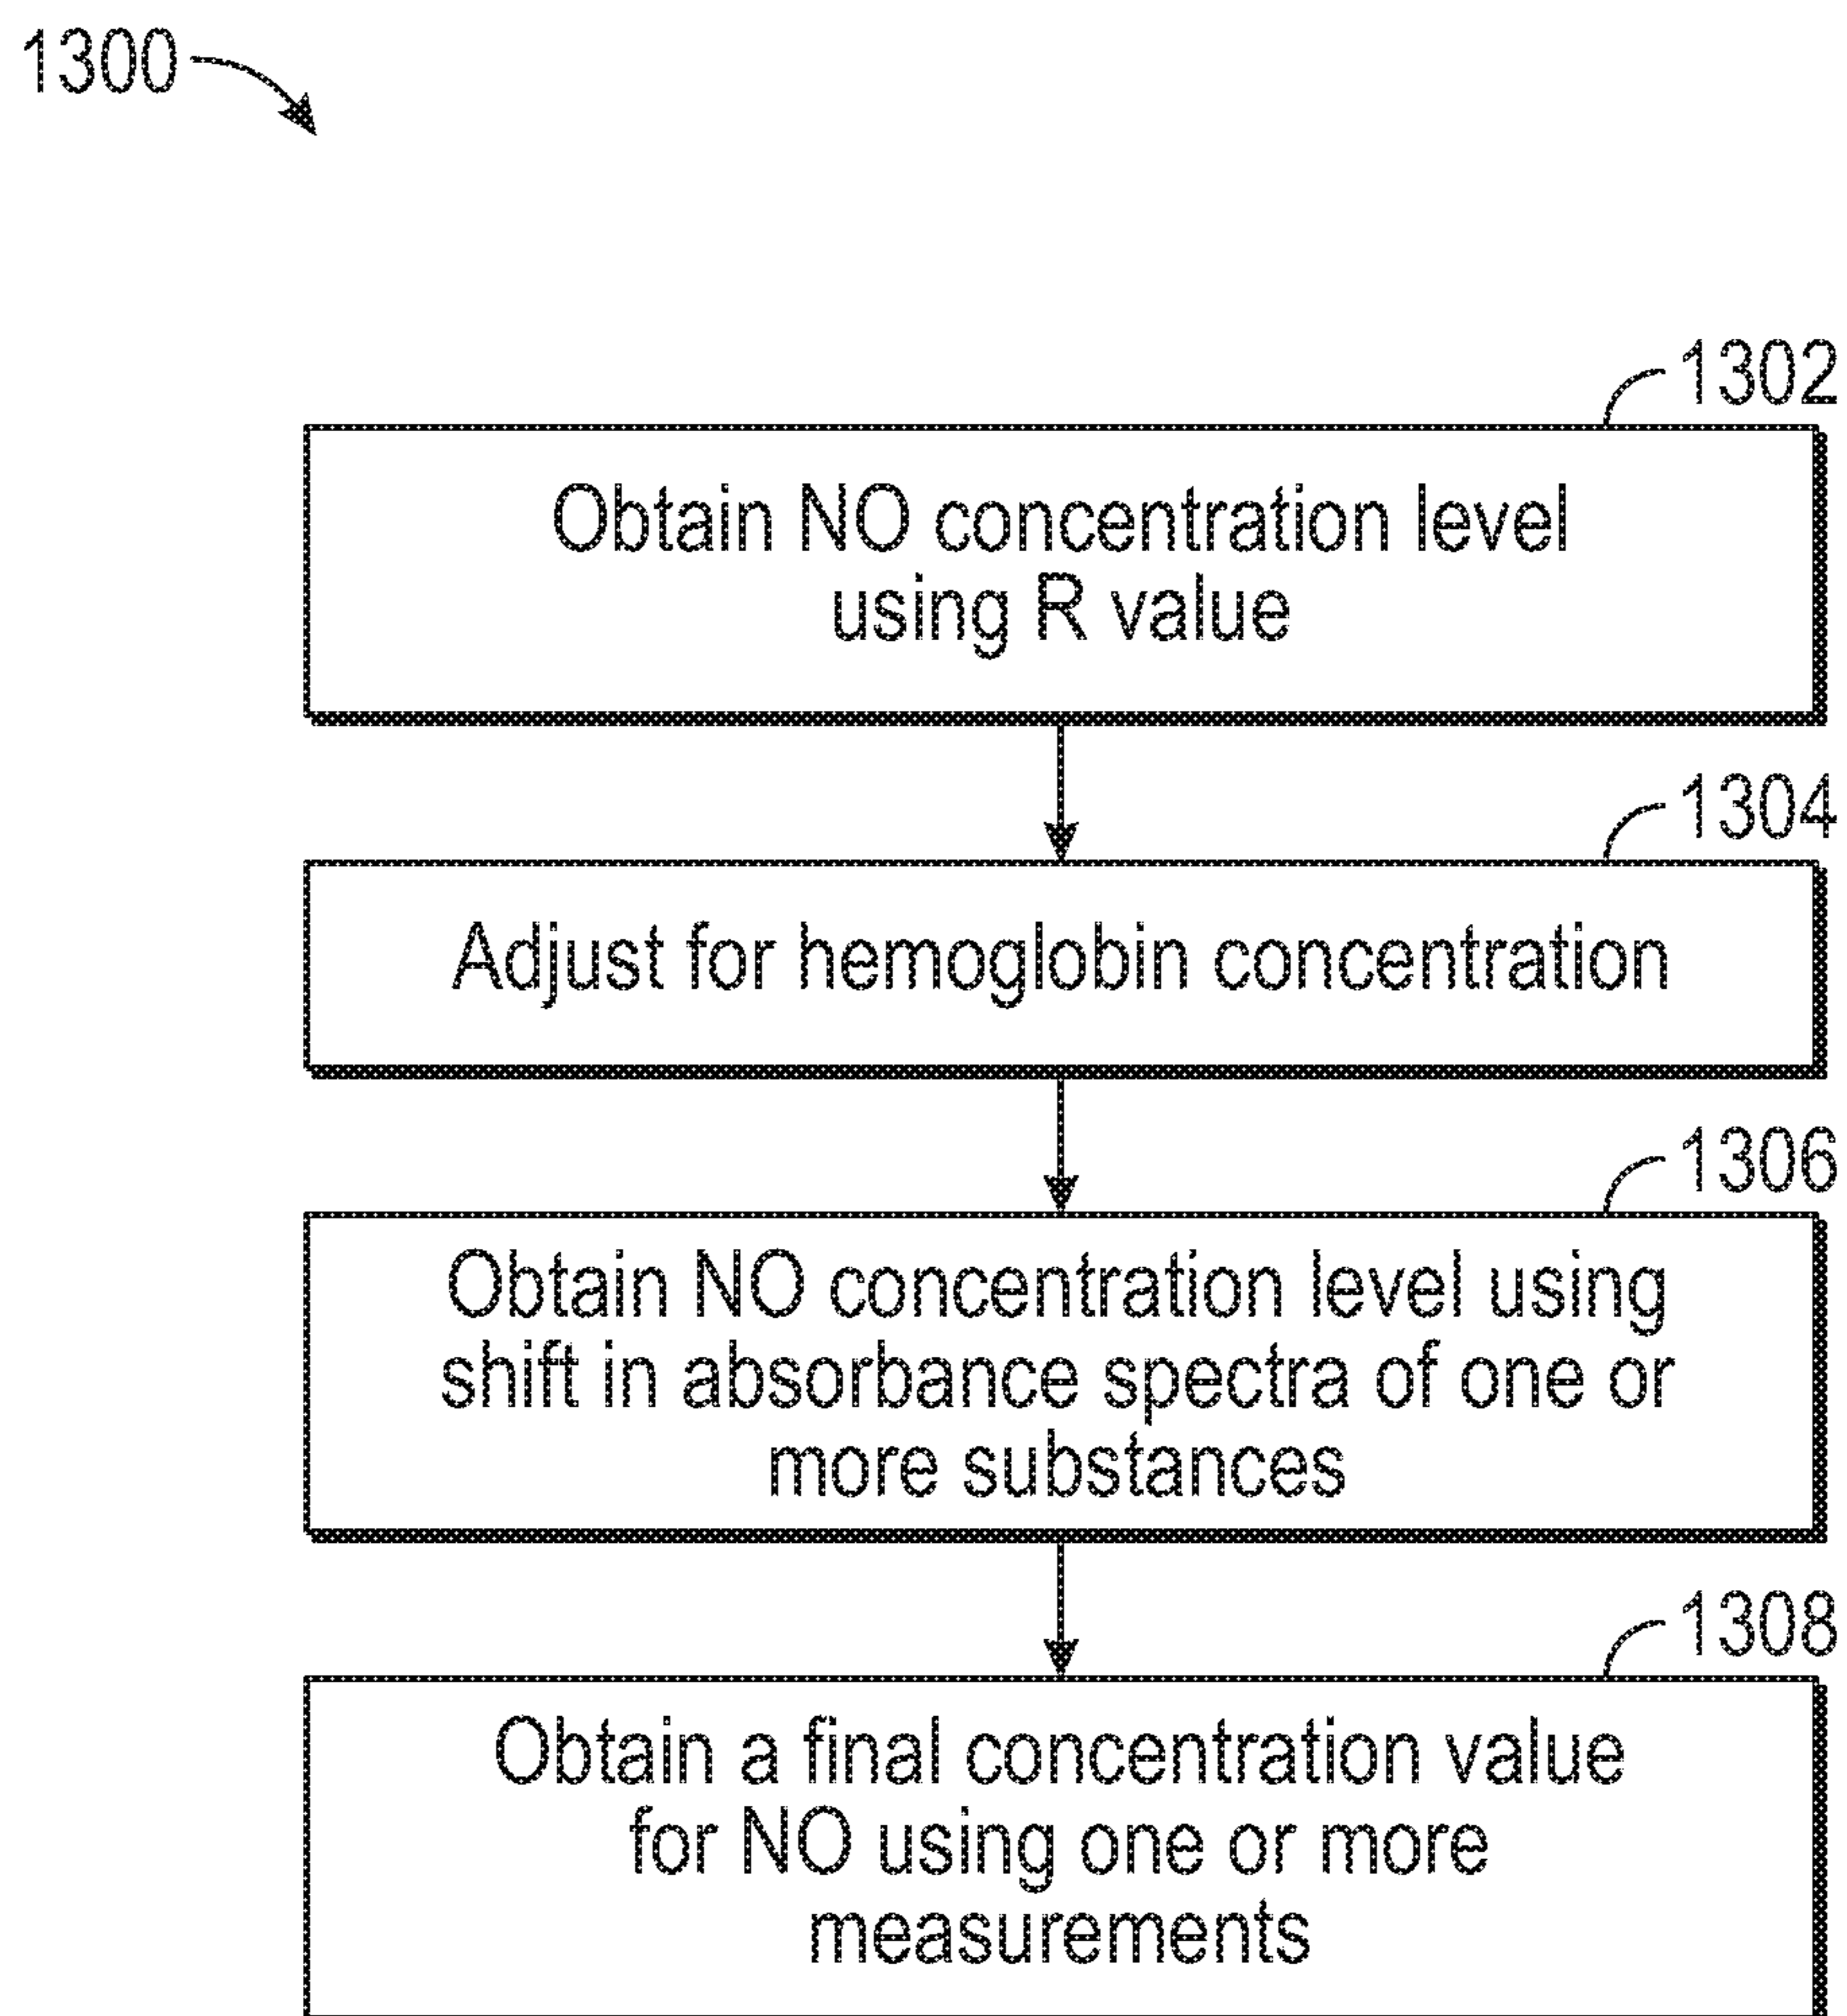 1300
1302
Obtain NO concentration level
using R value
1304
Adjust for hemoglobin concentration
1306
Obtain NO concentration level using
shift in absorbance spectra of one or
more substances
1308
Obtain a final concentration value
for NO using one or more
measurements